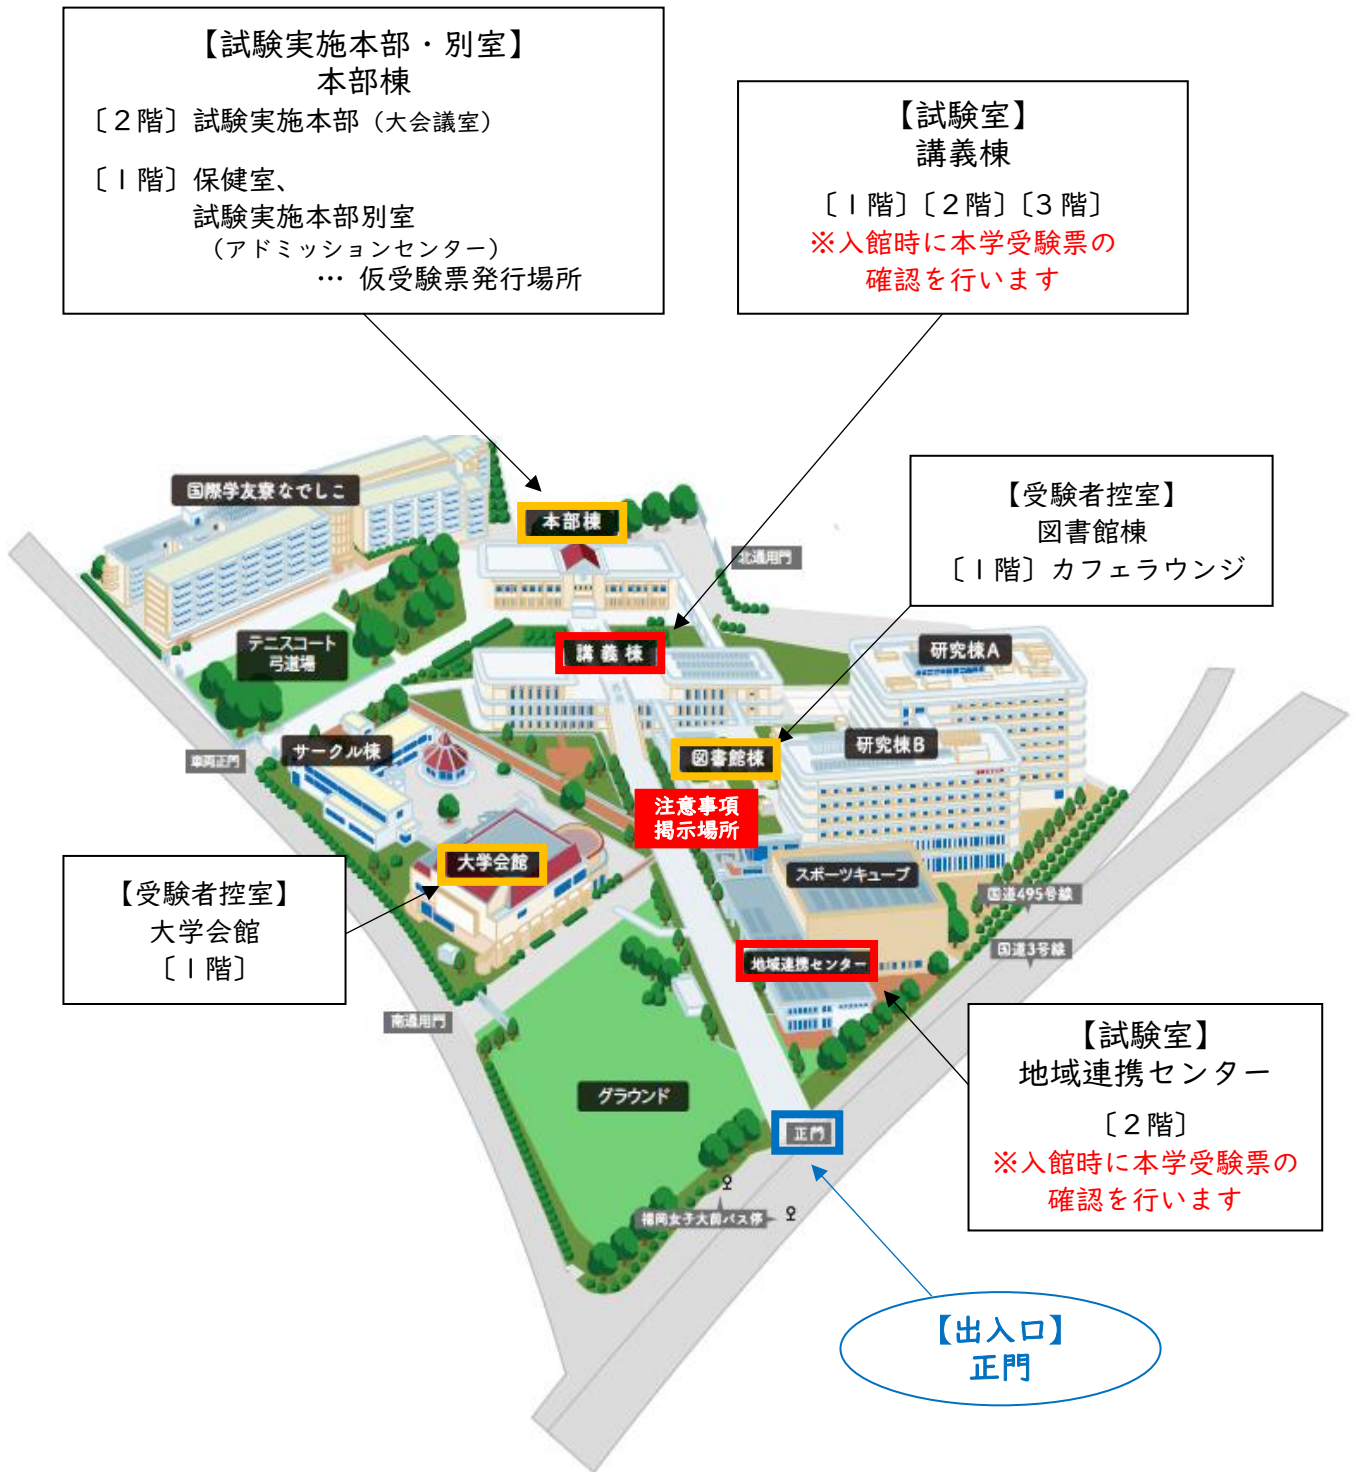 【試験実施本部・別室】
本部棟
〔２階〕試験実施本部（大会議室）
〔１階〕保健室、
試験実施本部別室
（アドミッションセンター）
… 仮受験票発行場所
【試験室】
講義棟
〔１階〕〔２階〕〔３階〕
※入館時に本学受験票の
確認を行います
【受験者控室】
図書館棟
〔１階〕カフェラウンジ
国際学友寮なでしこ
本部棟
北通用門
テニスコート
弓道場
講義棟
研究棟A
車両正門
サークル棟
図書館棟
研究棟B
注意事項
掲示場所
大学会館
スポーツキューブ
国道495号線
国道3号線
地域連携センター
【受験者控室】
大学会館
〔１階〕
南通用門
グラウンド
正門
福岡女子大前バス停
【試験室】
地域連携センター
〔２階〕
※入館時に本学受験票の
確認を行います
【出入口】
正門